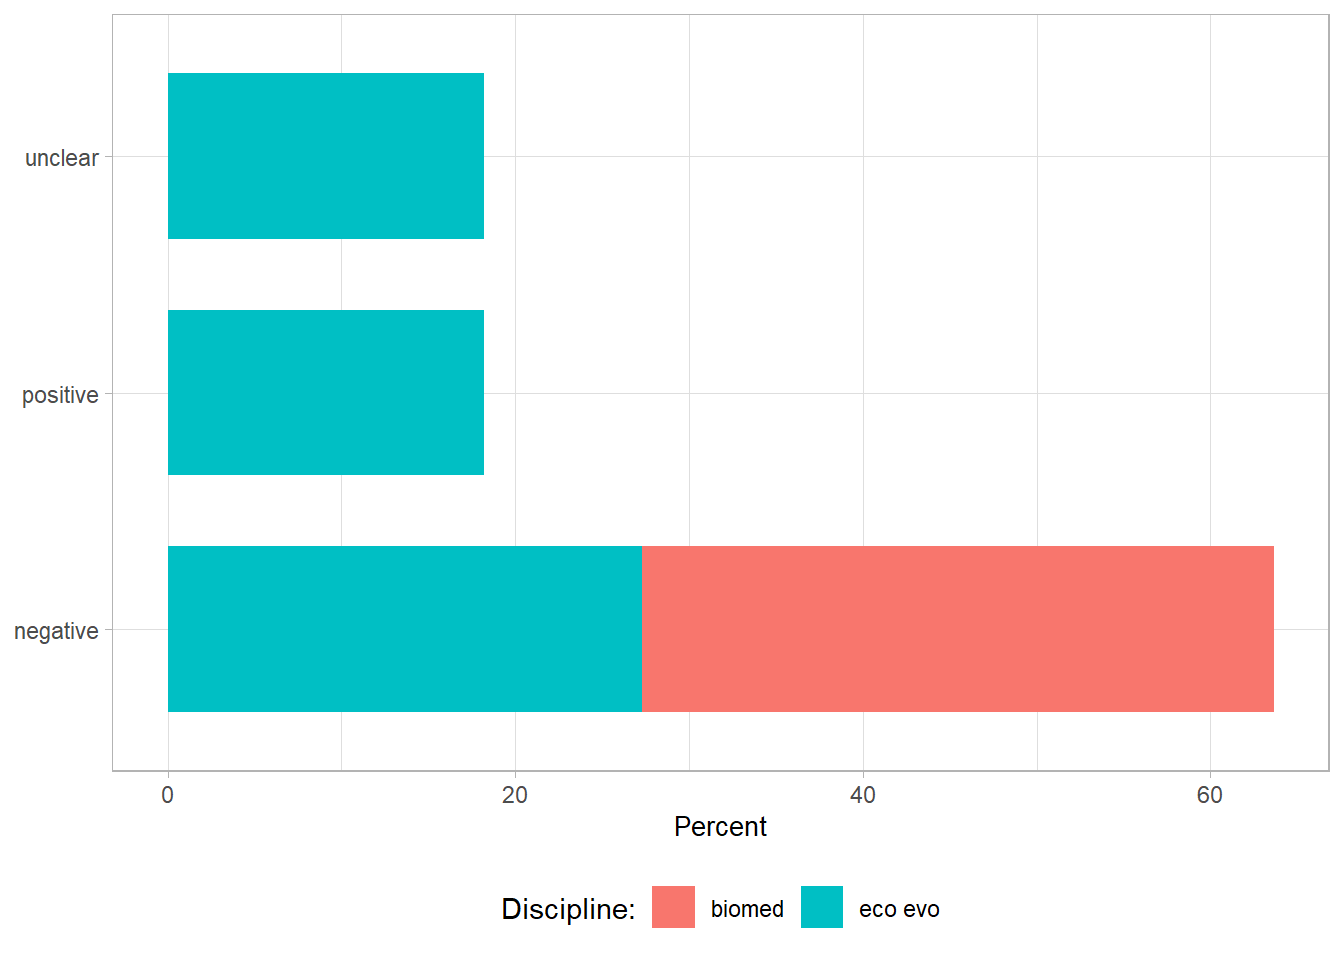 unclear
positive
negative
0 20 40 60
Percent
Discipline: biomed eco evo